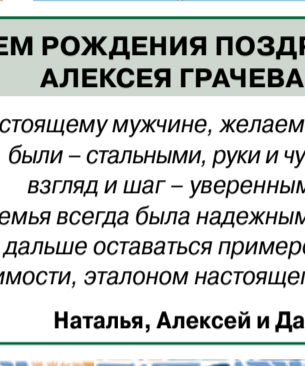 ЕМ РОЖДЕНИЯ ПОЗДР
АЛЕКСЕЯ ГРАЧЕВА
стоящему мужчине, желаем
были – стальными, руки и чу
взгляд и шаг – уверенным
емья всегда была надежным
дальше оставаться примеро
имости, эталоном настоящег
Наталья, Алексей и Да